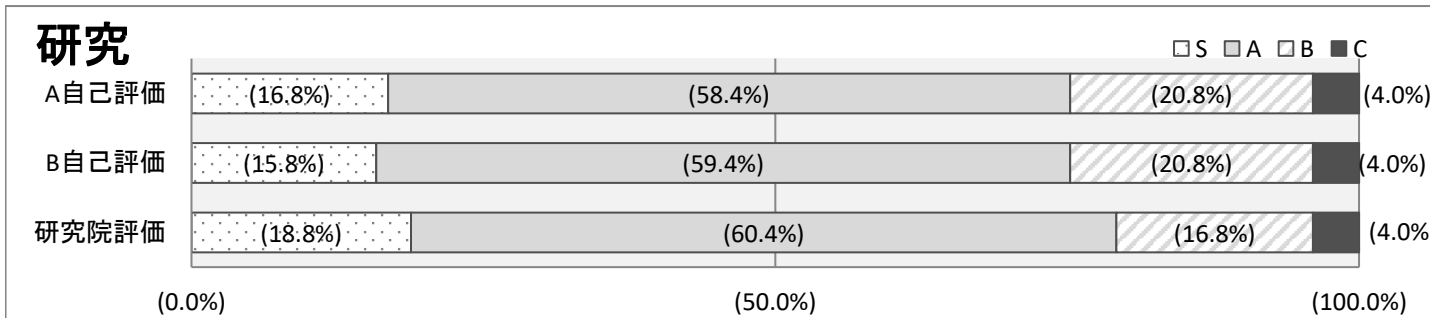 研究
S A B C
A自己評価 (16.8%) (58.4%) (20.8%) (4.0%)
B自己評価 (15.8%) (59.4%) (20.8%) (4.0%)
研究院評価 (18.8%) (60.4%) (16.8%) (4.0%
(0.0%) (50.0%) (100.0%)